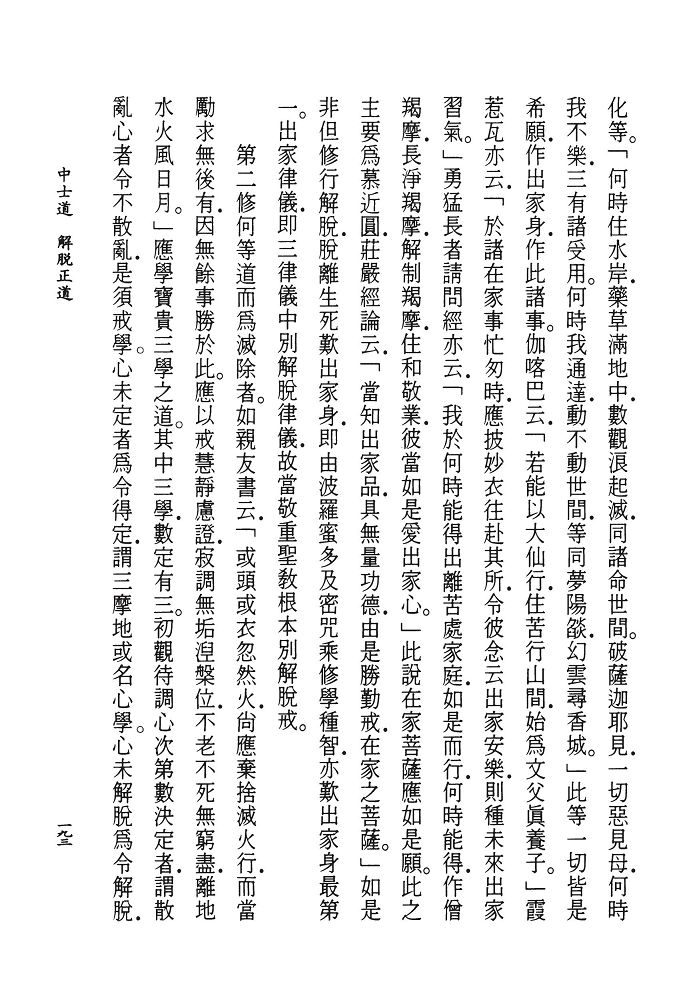 化等。「何時住水岸，藥草滿地中，數觀浪起滅，同諸命世間。破薩迦耶見，一切惡見母，何時
我不樂，三有諸受用。何時我通達，動不動世間，等同夢陽燄，幻雲尋香城。」此等一切皆是
希願，作出家身，作此諸事。伽喀巴云，「若能以大仙行，住苦行山間，始爲文父眞養子。」霞
惹瓦亦云，「於諸在家事忙匆時，應披妙衣往赴其所，令彼念云出家安樂，則種未來出家
習氣。」勇猛長者請問經亦云，「我於何時能得出離苦處家庭，如是而行，何時能得，作僧
羯摩，長淨羯摩，解制羯摩，住和敬業，彼當如是愛出家心。」此說在家菩薩應如是願。此之
主要爲慕近圓，莊嚴經論云，「當知出家品，具無量功德，由是勝勤戒，在家之菩薩。」如是
非但修行解脫，脫離生死歎出家身，即由波羅蜜多及密咒乘修學種智，亦歎出家身最第
一。出家律儀，即三律儀中別解脫律儀，故當敬重聖敎根本別解脫戒。
第二修何等道而爲滅除者。如親友書云，「或頭或衣忽然火，尙應棄捨滅火行，而當
勵求無後有，因無餘事勝於此。應以戒慧靜慮證，寂調無垢湼槃位，不老不死無窮盡，離地
水火風日月。」應學寶貴三學之道。其中三學，數定有三。初觀待調心次第數決定者，謂散
亂心者令不散亂，是須戒學。心未定者爲令得定，謂三摩地或名心學。心未解脫爲令解脫，
中士道　解脫正道
一九三